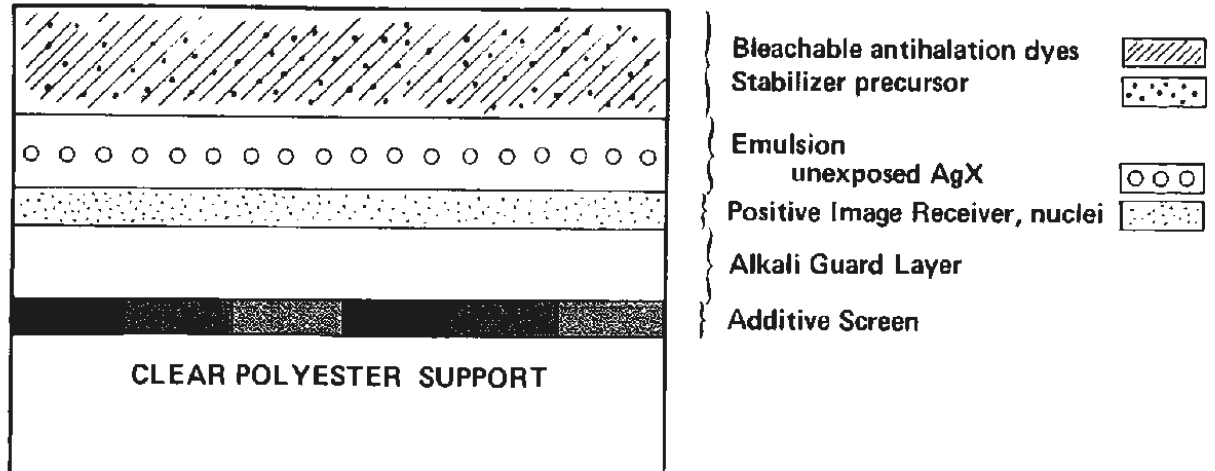 Bleachable antihalation dyes
Stabilizer precursor
Emulsion
unexposed AgX
Positive Image Receiver, nuclei
Alkali Guard Layer
Additive Screen
CLEAR POLYESTER SUPPORT